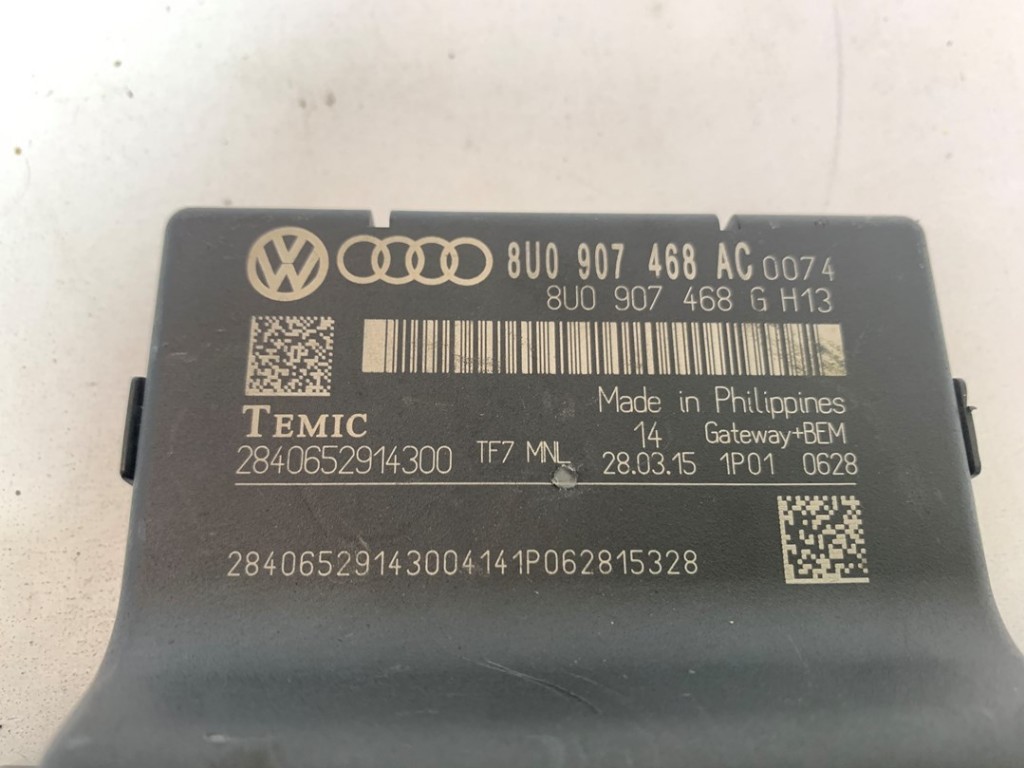 8U0 907 468 AC 0074
8U0 907 468 G H13
Made in Philippines
TEMIC 14 Gateway+BEM
2840652914300 TF7 MNL 28.03.15 1P01 0628
28406529143004141P062815328